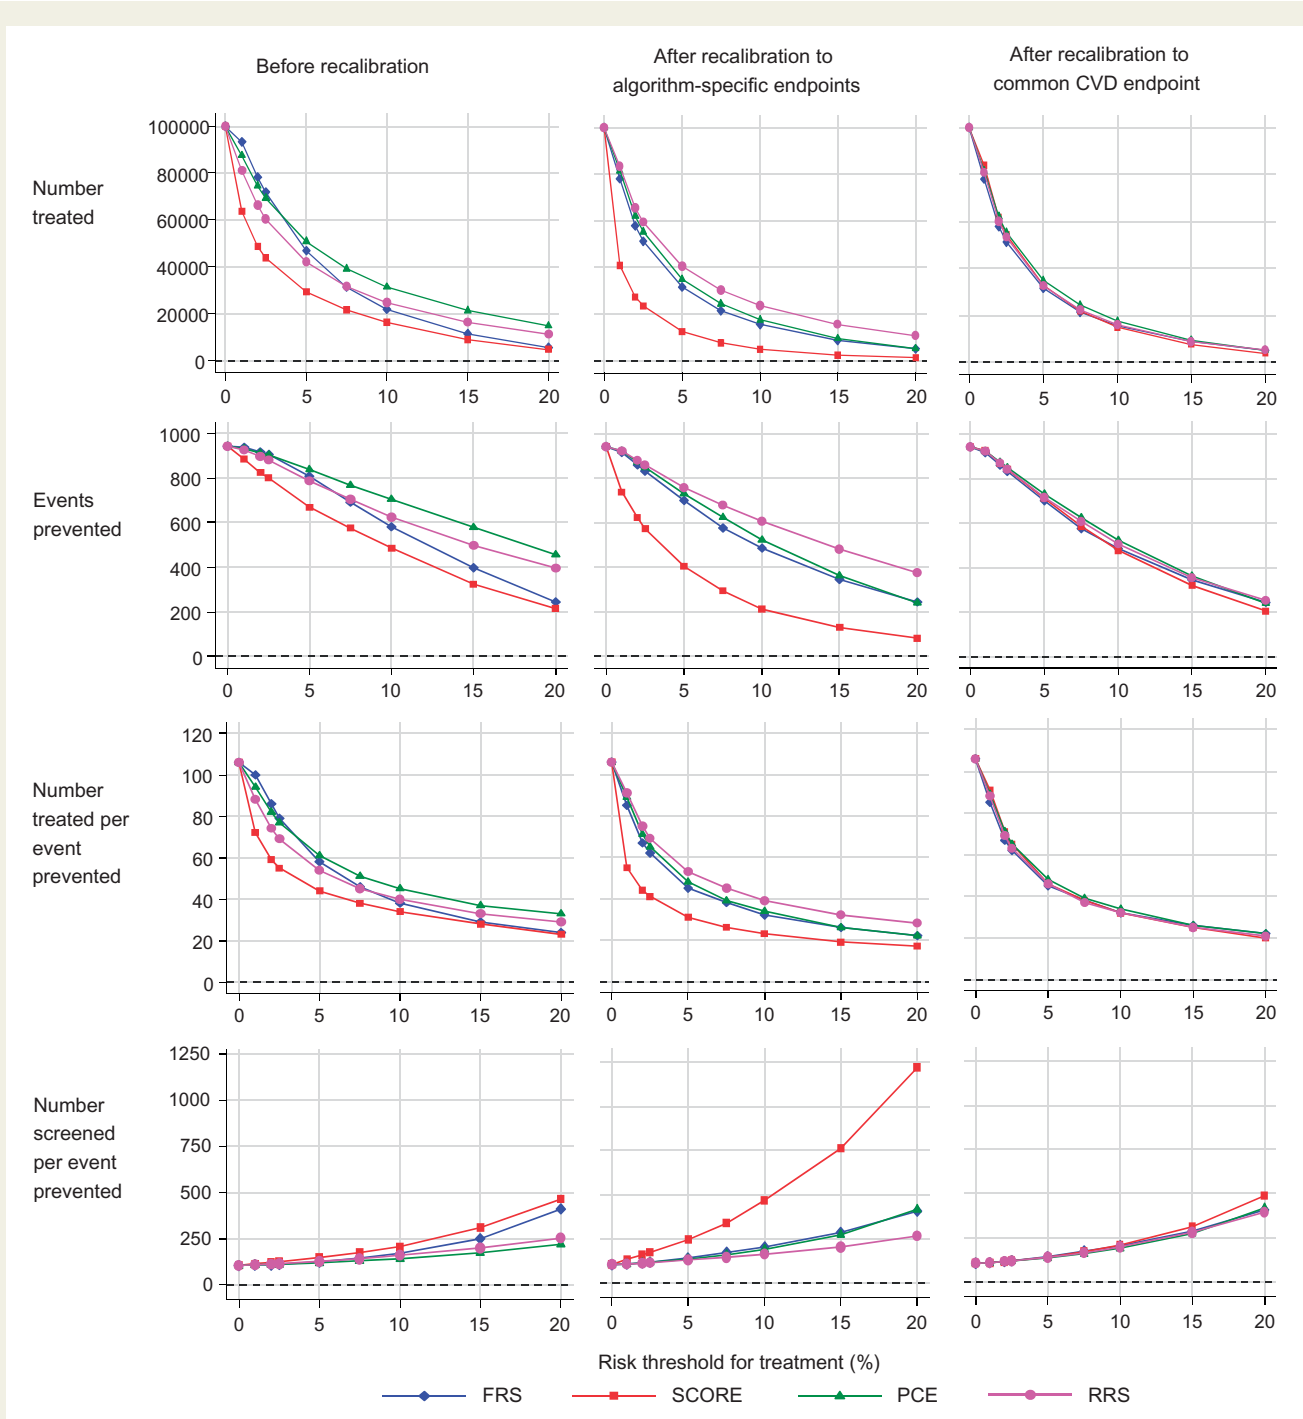 Before recalibration
After recalibration to
algorithm-specific endpoints
After recalibration to
common CVD endpoint
Number
treated
100000
80000
60000
40000
20000
0
0 5 10 15 20
0 5 10 15 20
0 5 10 15 20
Events
prevented
1000
800
600
400
200
0
0 5 10 15 20
0 5 10 15 20
0 5 10 15 20
Number
treated per
event
prevented
120
100
80
60
40
20
0
0 5 10 15 20
0 5 10 15 20
0 5 10 15 20
Number
screened
per event
prevented
1250
1000
750
500
250
0
0 5 10 15 20
0 5 10 15 20
0 5 10 15 20
Risk threshold for treatment (%)
FRS SCORE PCE RRS